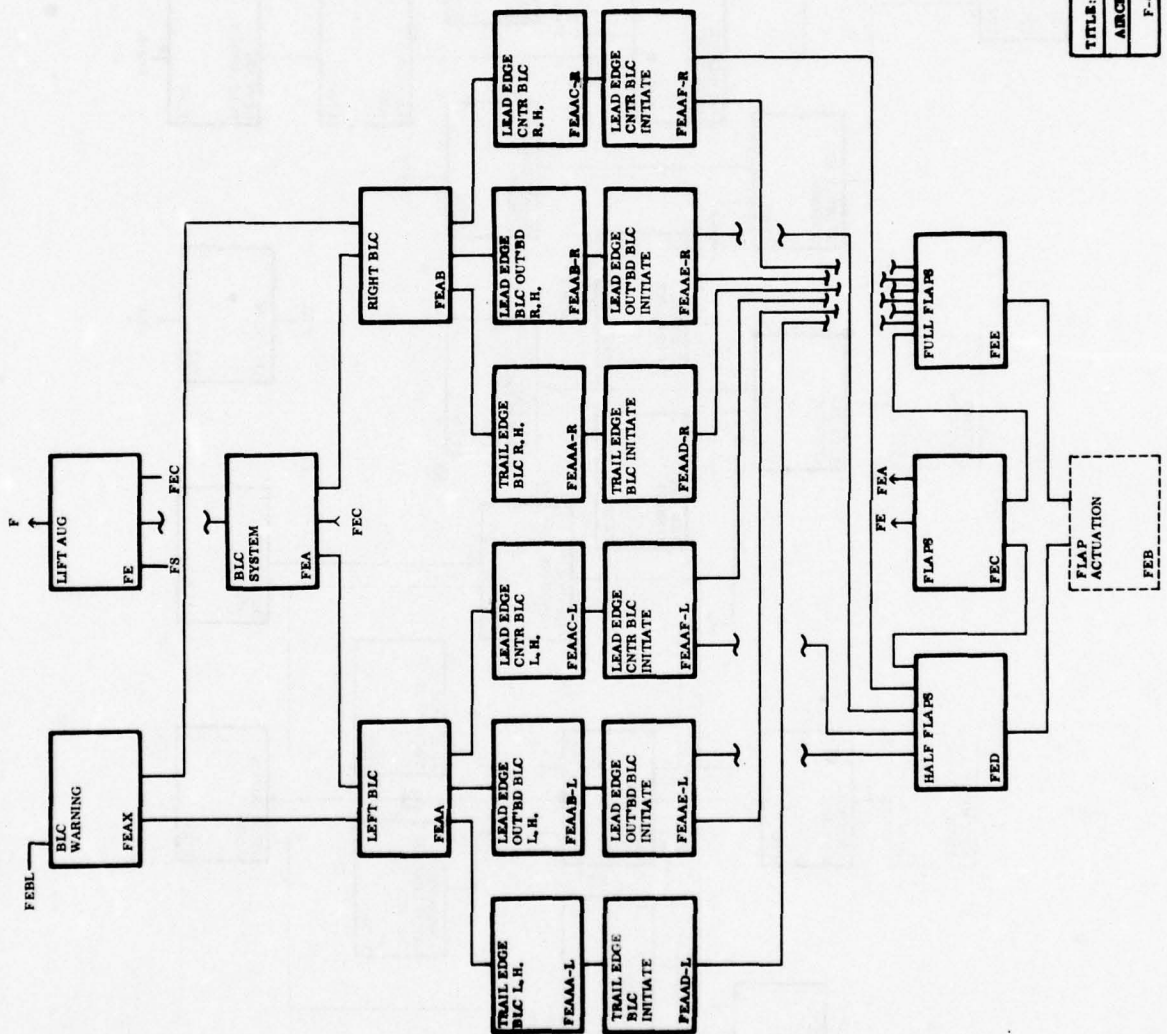 F
FEBL
BLC
WARNING
FEAX
LIFT AUG
FE
FS
FEC
BLC
SYSTEM
FEA
FEC
LEFT BLC
FEAA
RIGHT BLC
FEAB
TRAIL EDGE
BLC L.H.
FEAAA-L
LEAD EDGE
OUT'BD BLC
L.H.
FEAAB-L
LEAD EDGE
CNTR BLC
L.H.
FEAAC-L
TRAIL EDGE
BLC R.H.
FEAAA-R
LEAD EDGE
BLC OUT'BD
R.H.
FEAAB-R
LEAD EDGE
CNTR BLC
R.H.
FEAAC-R
TRAIL EDGE
BLC
INITIATE
FEAAD-L
LEAD EDGE
OUT'BD BLC
INITIATE
FEAAE-L
LEAD EDGE
CNTR BLC
INITIATE
FEAAF-L
TRAIL EDGE
BLC INITIATE
FEAAD-R
LEAD EDGE
OUT'BD BLC
INITIATE
FEAAE-R
LEAD EDGE
CNTR BLC
INITIATE
FEAAF-R
HALF FLAPS
FED
FE
FEA
FLAPS
FEC
FULL FLAPS
FEE
FLAP
ACTUATION
FEB
TITLE:
AIRC
F-